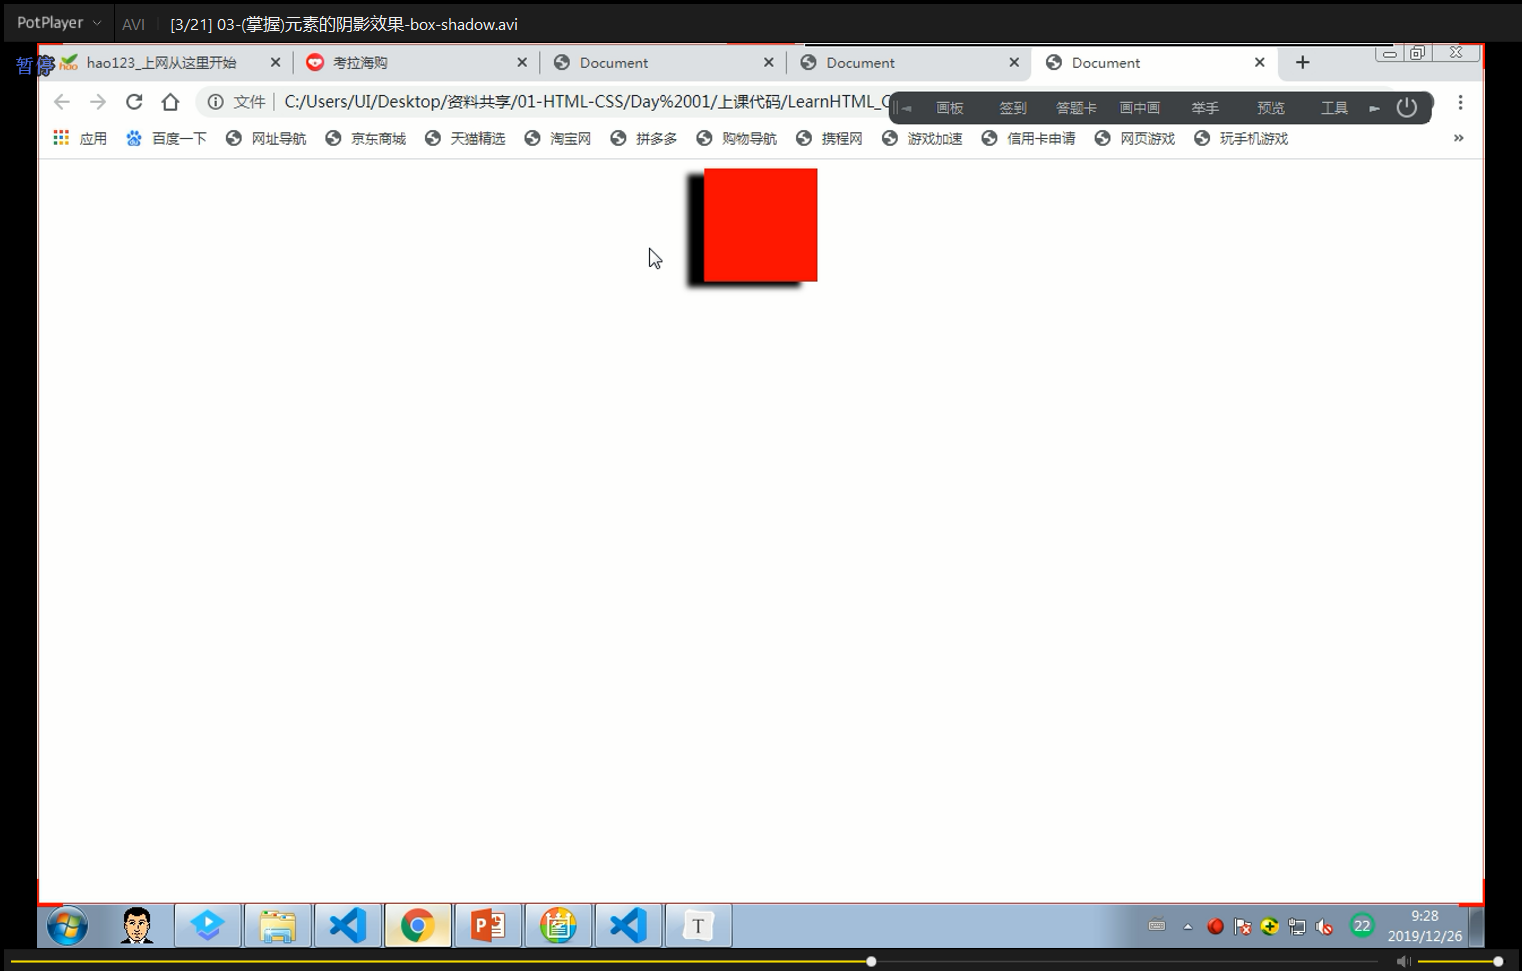 PotPlayer AVI [3/21] 03-(掌握)元素的阴影效果-box-shadow.avi
暂停
hao123_上网从这里开始 考拉海购 Document Document Document
文件 C:/Users/UI/Desktop/资料共享/01-HTML-CSS/Day%2001/上课代码/LearnHTML_C
画板 签到 答题卡 画中画 举手 预览 工具
应用 百度一下 网址导航 京东商城 天猫精选 淘宝网 拼多多 购物导航 携程网 游戏加速 信用卡申请 网页游戏 玩手机游戏 »
P T 22 9:28
2019/12/26